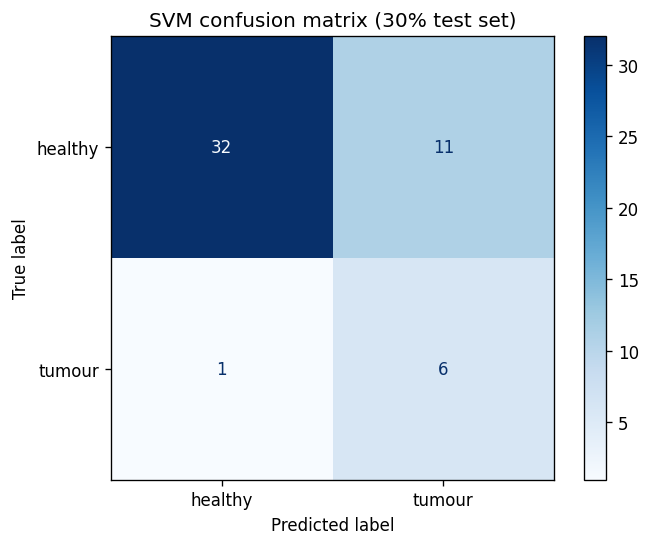 SVM confusion matrix (30% test set)
True label
healthy
32
11
tumour
1
6
healthy
tumour
Predicted label
30
25
20
15
10
5